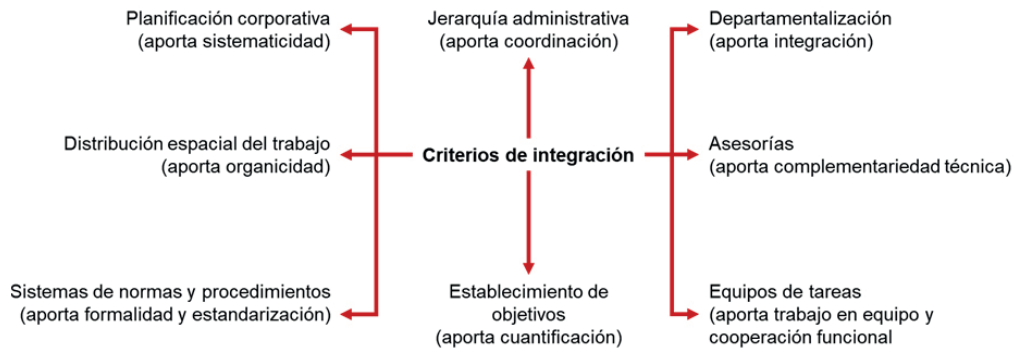 Planificación corporativa
(aporta sistematicidad)
Jerarquía administrativa
(aporta coordinación)
Departamentalización
(aporta integración)
Distribución espacial del trabajo
(aporta organicidad)
Criterios de integración
Asesorías
(aporta complementariedad técnica)
Sistemas de normas y procedimientos
(aporta formalidad y estandarización)
Establecimiento de
objetivos
(aporta cuantificación)
Equipos de tareas
(aporta trabajo en equipo y
cooperación funcional